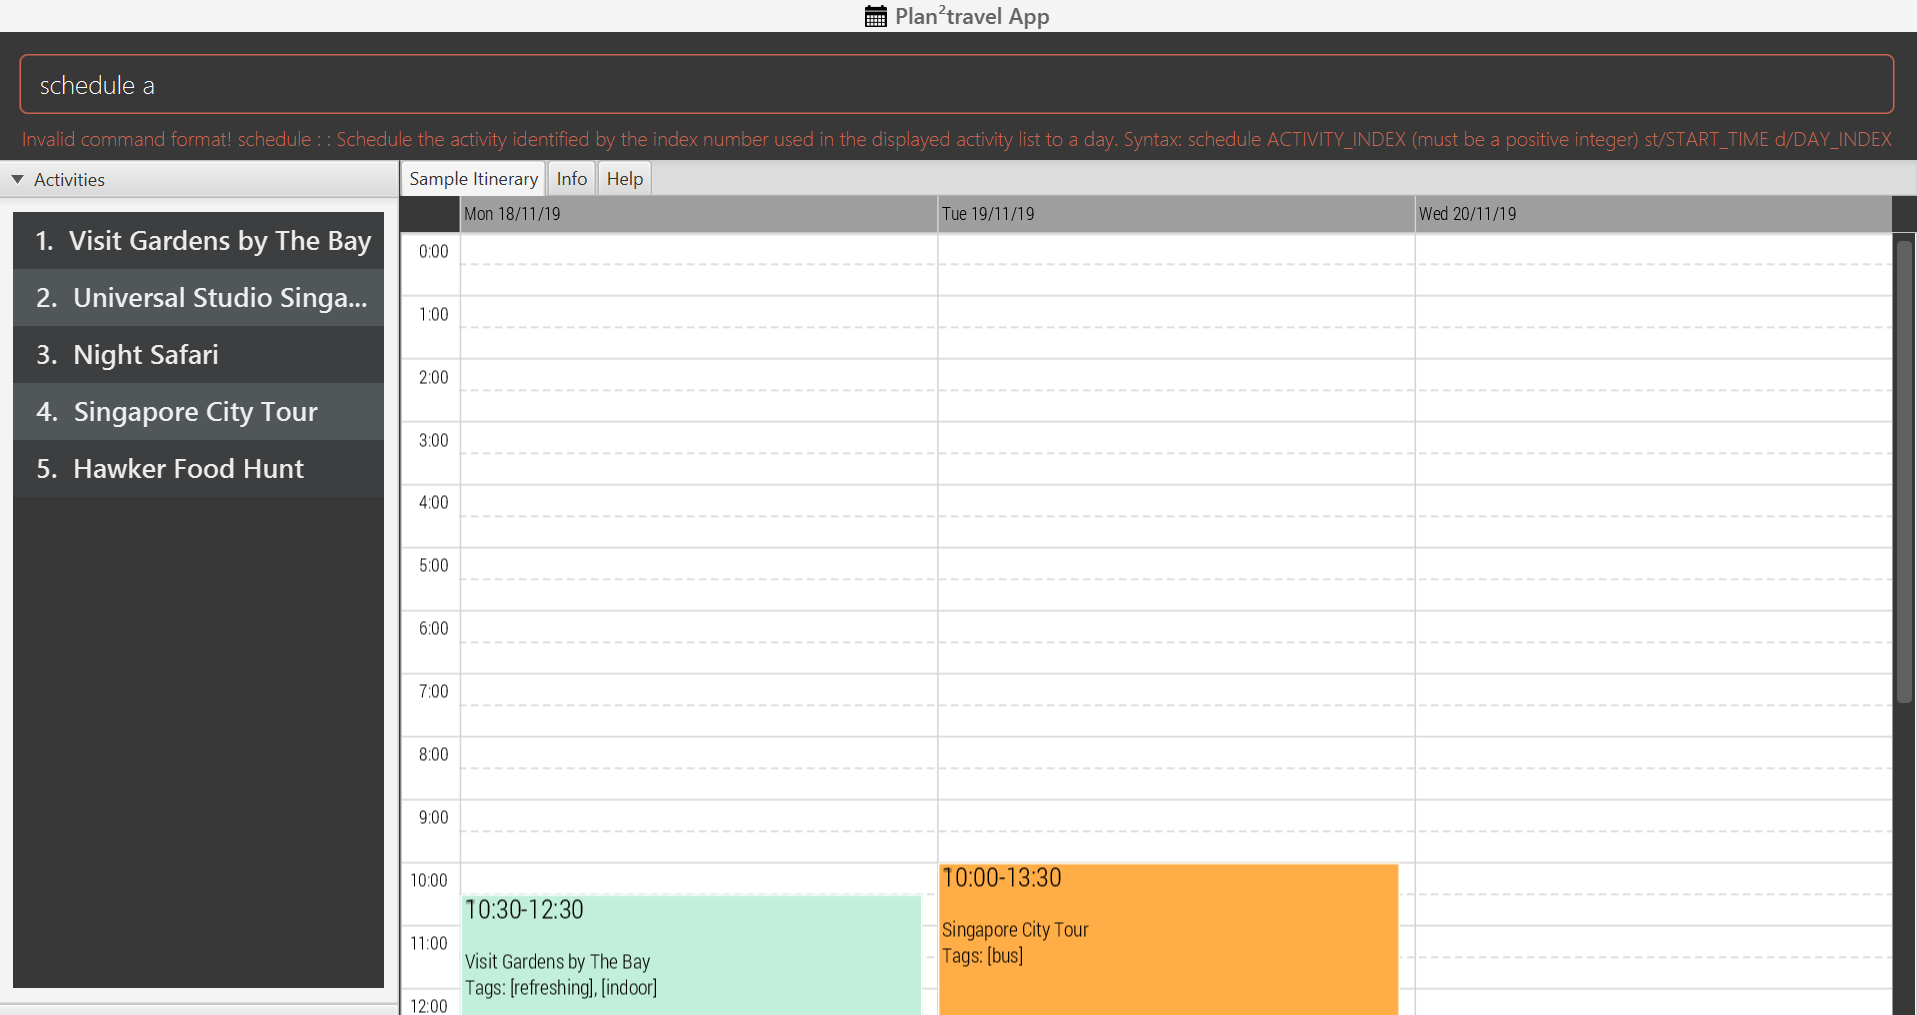 Plan²travel App
schedule a
Invalid command format! schedule : : Schedule the activity identified by the index number used in the displayed activity list to a day. Syntax: schedule ACTIVITY_INDEX (must be a positive integer) st/START_TIME d/DAY_INDEX
Activities
1. Visit Gardens by The Bay
2. Universal Studio Singa...
3. Night Safari
4. Singapore City Tour
5. Hawker Food Hunt
Sample Itinerary Info Help
Mon 18/11/19 Tue 19/11/19 Wed 20/11/19
0:00
1:00
2:00
3:00
4:00
5:00
6:00
7:00
8:00
9:00
10:00
11:00
12:00
10:30-12:30
Visit Gardens by The Bay
Tags: [refreshing], [indoor]
10:00-13:30
Singapore City Tour
Tags: [bus]